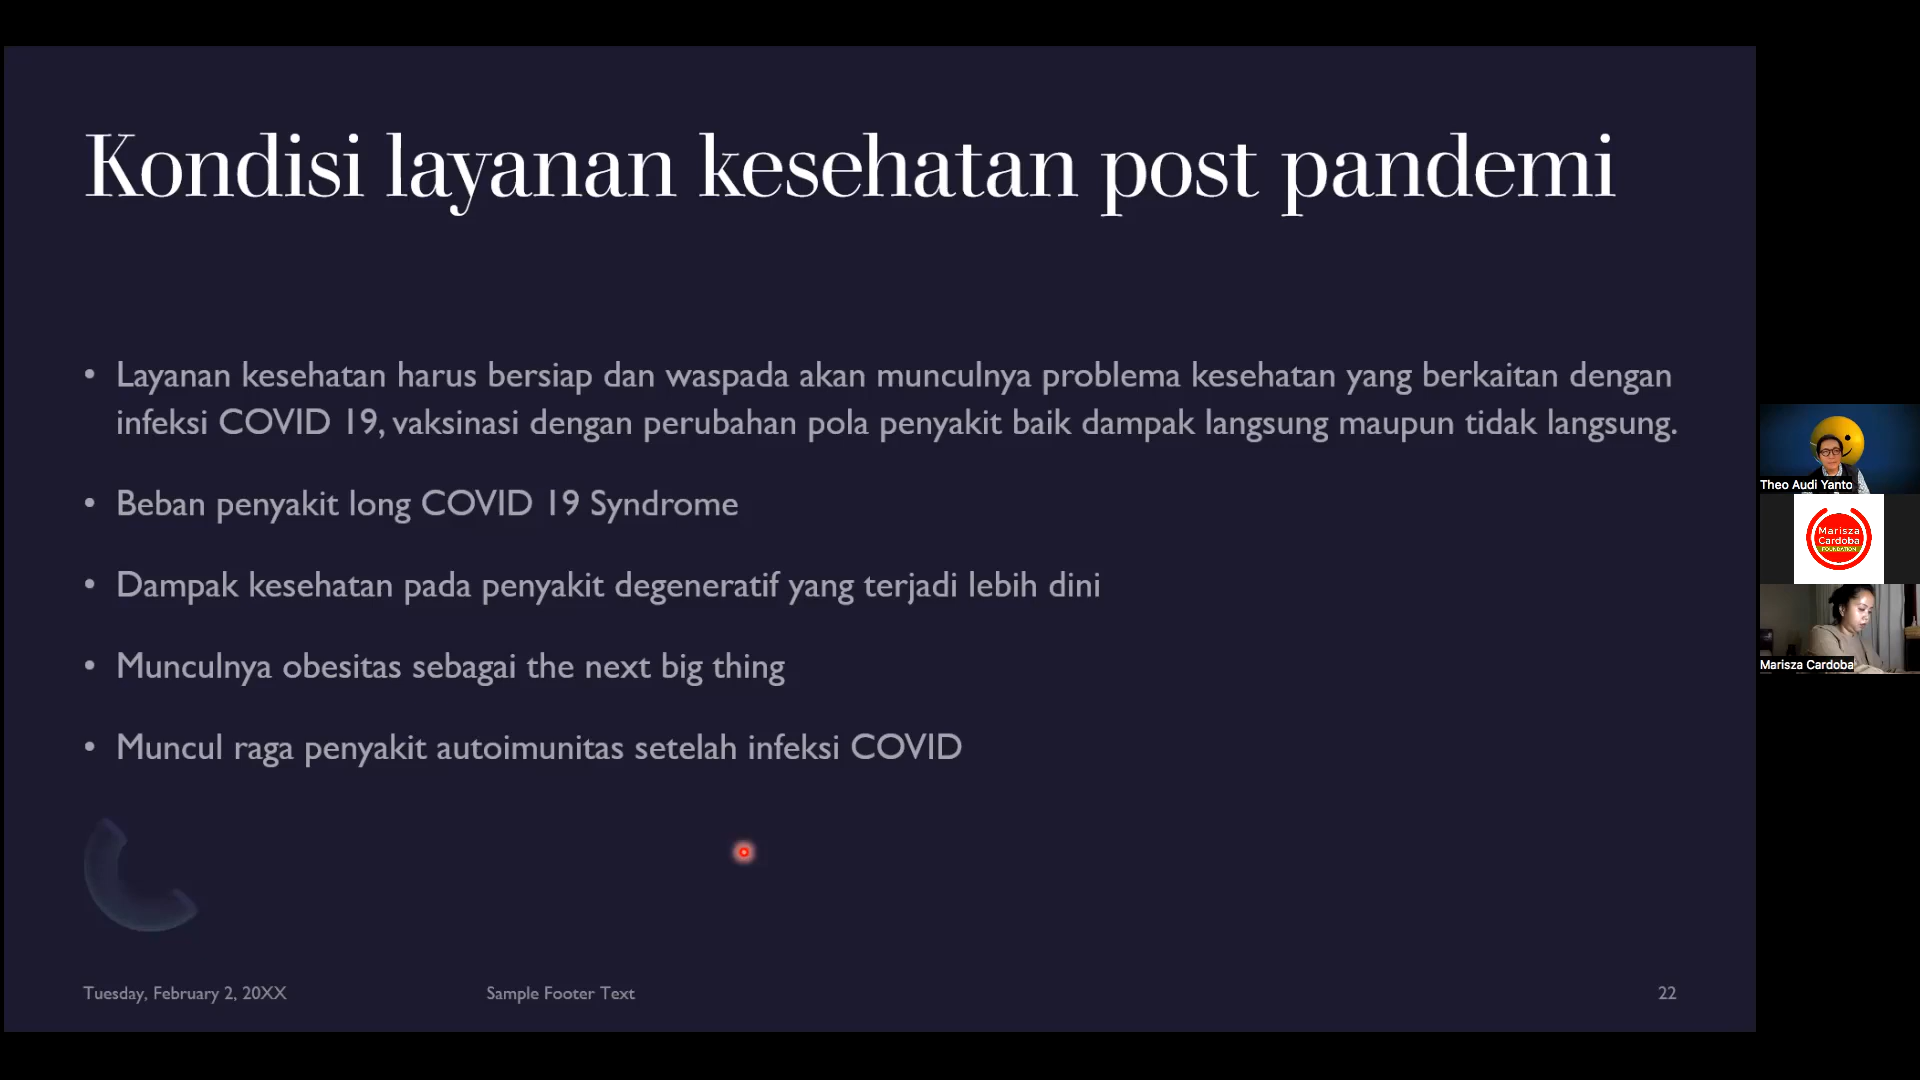 Kondisi layanan kesehatan post pandemi
• Layanan kesehatan harus bersiap dan waspada akan munculnya problema kesehatan yang berkaitan dengan
infeksi COVID 19, vaksinasi dengan perubahan pola penyakit baik dampak langsung maupun tidak langsung.
• Beban penyakit long COVID 19 Syndrome
• Dampak kesehatan pada penyakit degeneratif yang terjadi lebih dini
• Munculnya obesitas sebagai the next big thing
• Muncul raga penyakit autoimunitas setelah infeksi COVID
Tuesday, February 2, 20XX
Sample Footer Text
22
Theo Audi Yanto
Marisza
Cardoba
FOUNDATION
Marisza Cardoba